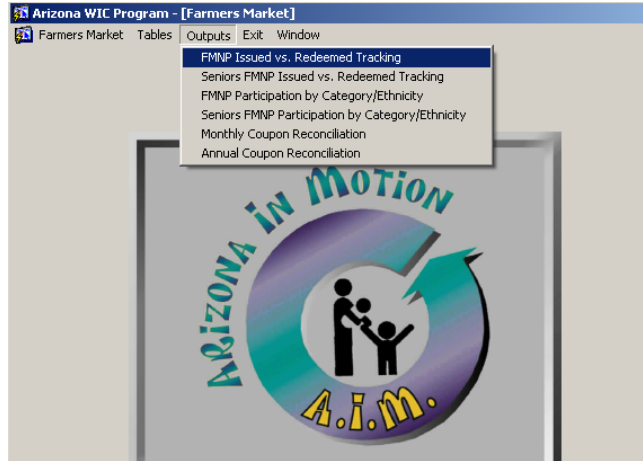 Arizona WIC Program - [Farmers Market]
Farmers Market Tables Outputs Exit Window
FMNP Issued vs. Redeemed Tracking
Seniors FMNP Issued vs. Redeemed Tracking
FMNP Participation by Category/Ethnicity
Seniors FMNP Participation by Category/Ethnicity
Monthly Coupon Reconciliation
Annual Coupon Reconciliation
ARiZONA iN MOTiON
A.i.M.